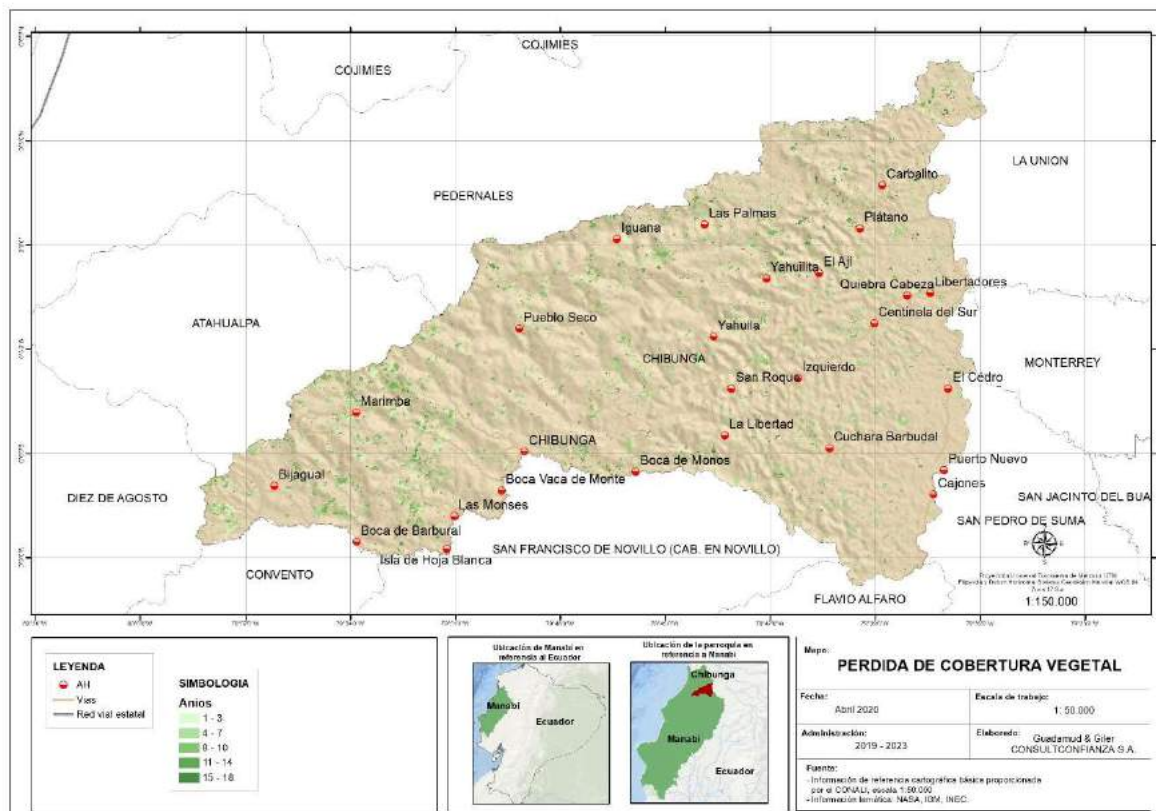 COJIMIES
COJIMIES
LA UNION
PEDERNALES
Carbalito
Las Palmas
Plátano
Iguana
El Aji
Yahuilita
Quiebra Cabeza
Libertadores
Centinela del Sur
ATAHUALPA
Pueblo Seco
Yahuila
CHIBUNGA
MONTERREY
Izquierdo
San Roque
El Cedro
Marimba
La Libertad
CHIBUNGA
Cuchara Barbudal
Boca de Monos
Puerto Nuevo
Bijagual
Boca Vaca de Monte
Cajones
DIEZ DE AGOSTO
SAN JACINTO DEL BUA
Las Monses
SAN PEDRO DE SUMA
Boca de Barbural
SAN FRANCISCO DE NOVILLO (CAB. EN NOVILLO)
Isla de Hoja Blanca
CONVENTO
FLAVIO ALFARO
1:150.000
LEYENDA
AH
Vias
Red vial estatal
SIMBOLOGIA
Anios
1 - 3
4 - 7
8 - 10
11 - 14
15 - 18
Ubicación de Manabí en
referencia al Ecuador
Manabí
Ecuador
Ubicación de la parroquia en
referencia a Manabí
Chibunga
Manabí
Ecuador
Mapa:
PERDIDA DE COBERTURA VEGETAL
Fecha:
Abril 2020
Escala de trabajo:
1: 50.000
Administración:
2019 - 2023
Elaborado:
Guadamud & Giler
CONSULTCONFIANZA S.A.
Fuente:
- Información de referencia cartográfica básica proporcionada
por el CONALI, escala 1:50.000
- Información temática: NASA, IGM, INEC.